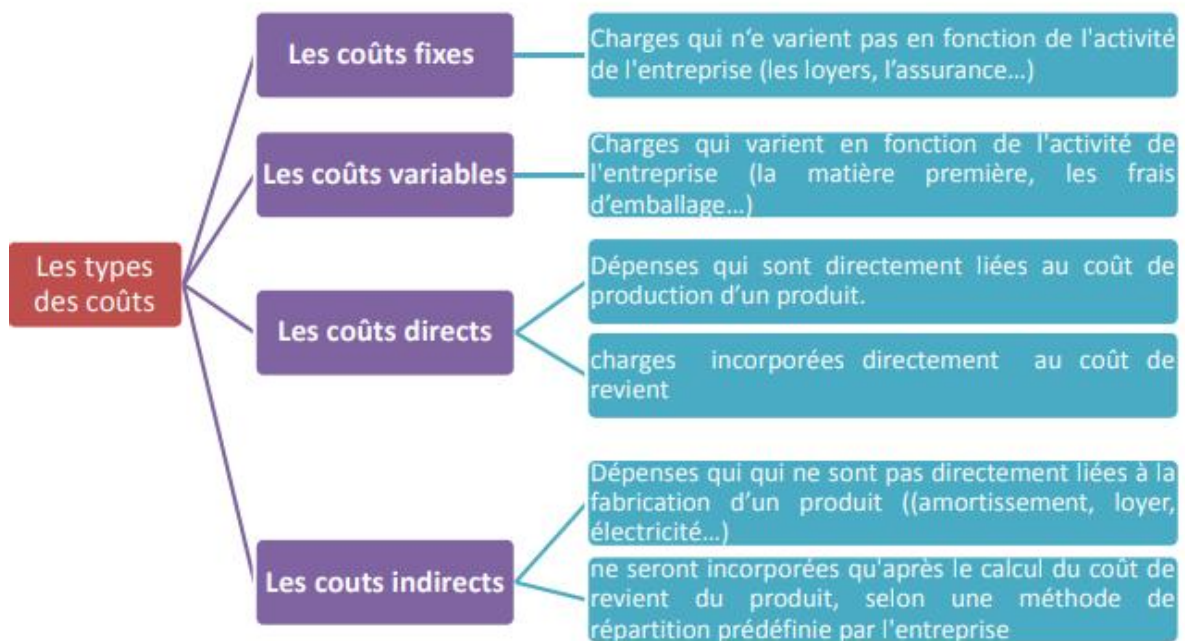 Les types
des coûts
Les coûts fixes
Charges qui n'e varient pas en fonction de l'activité
de l'entreprise (les loyers, l'assurance…)
Les coûts variables
Charges qui varient en fonction de l'activité de
l'entreprise (la matière première, les frais
d'emballage…)
Les coûts directs
Dépenses qui sont directement liées au coût de
production d'un produit.
charges incorporées directement au coût de
revient
Les couts indirects
Dépenses qui qui ne sont pas directement liées à la
fabrication d'un produit ((amortissement, loyer,
électricité…)
ne seront incorporées qu'après le calcul du coût de
revient du produit, selon une méthode de
répartition prédéfinie par l'entreprise